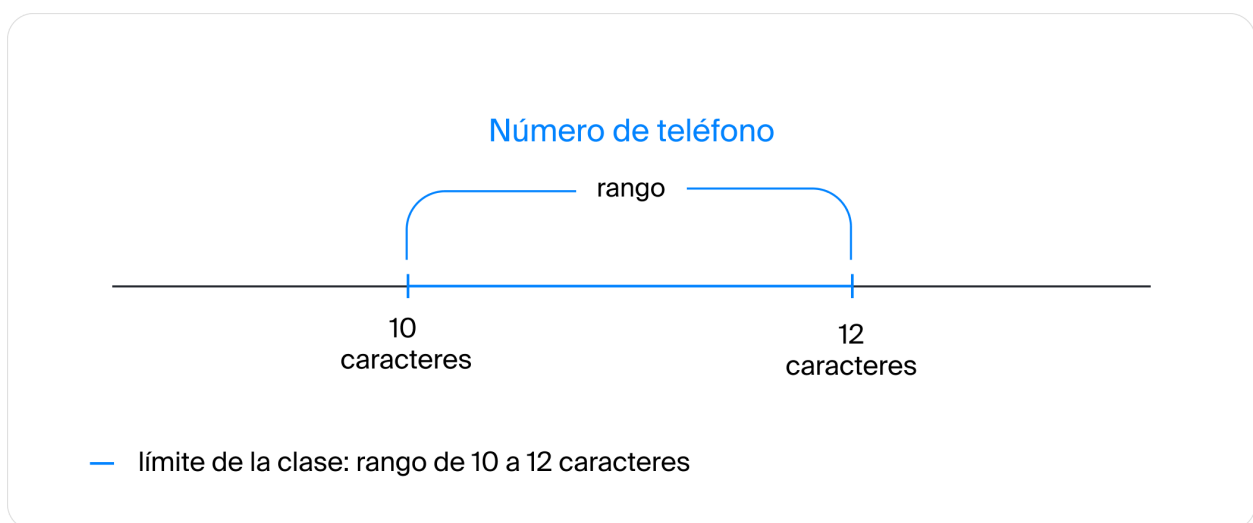 Número de teléfono
rango
10
caracteres
12
caracteres
límite de la clase: rango de 10 a 12 caracteres